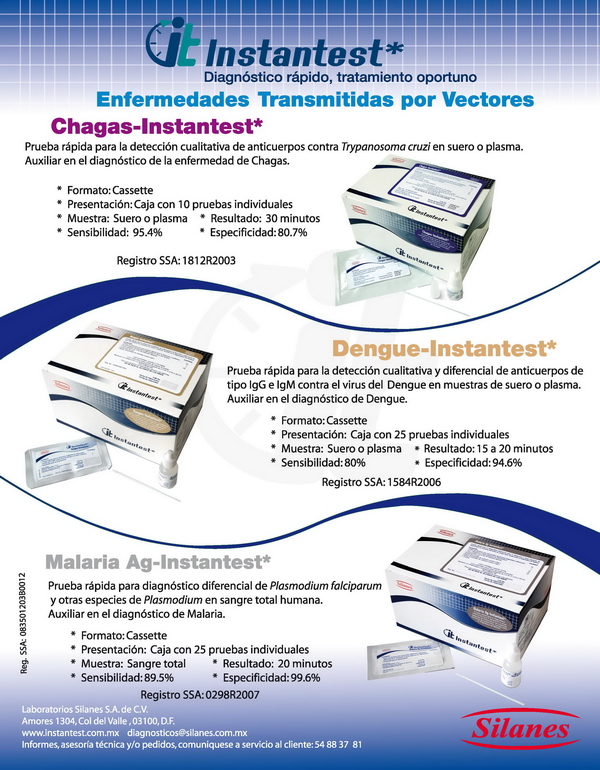 it Instantest*
Diagnóstico rápido, tratamiento oportuno
Enfermedades Transmitidas por Vectores
Chagas-Instantest*
Prueba rápida para la detección cualitativa de anticuerpos contra Trypanosoma cruzi en suero o plasma.
Auxiliar en el diagnóstico de la enfermedad de Chagas.
* Formato: Cassette
* Presentación: Caja con 10 pruebas individuales
* Muestra: Suero o plasma * Resultado: 30 minutos
* Sensibilidad: 95.4% * Especificidad: 80.7%
Registro SSA: 1812R2003
it Instantest™
Dengue-Instantest*
Prueba rápida para la detección cualitativa y diferencial de anticuerpos de
tipo IgG e IgM contra el virus del Dengue en muestras de suero o plasma.
Auxiliar en el diagnóstico de Dengue.
* Formato: Cassette
* Presentación: Caja con 25 pruebas individuales
* Muestra: Suero o plasma * Resultado: 15 a 20 minutos
* Sensibilidad: 80% * Especificidad: 94.6%
Registro SSA: 1584R2006
it Instantest™
Malaria Ag-Instantest*
Prueba rápida para diagnóstico diferencial de Plasmodium falciparum
y otras especies de Plasmodium en sangre total humana.
Auxiliar en el diagnóstico de Malaria.
* Formato: Cassette
* Presentación: Caja con 25 pruebas individuales
* Muestra: Sangre total * Resultado: 20 minutos
* Sensibilidad: 89.5% * Especificidad: 99.6%
Registro SSA: 0298R2007
it Instantest™
Reg. SSA: 083501203B0012
Laboratorios Silanes S.A. de C.V.
Amores 1304, Col del Valle , 03100, D.F.
www.instantest.com.mx diagnosticos@silanes.com.mx
Informes, asesoría técnica y/o pedidos, comuniquese a servicio al cliente: 54 88 37 81
Silanes